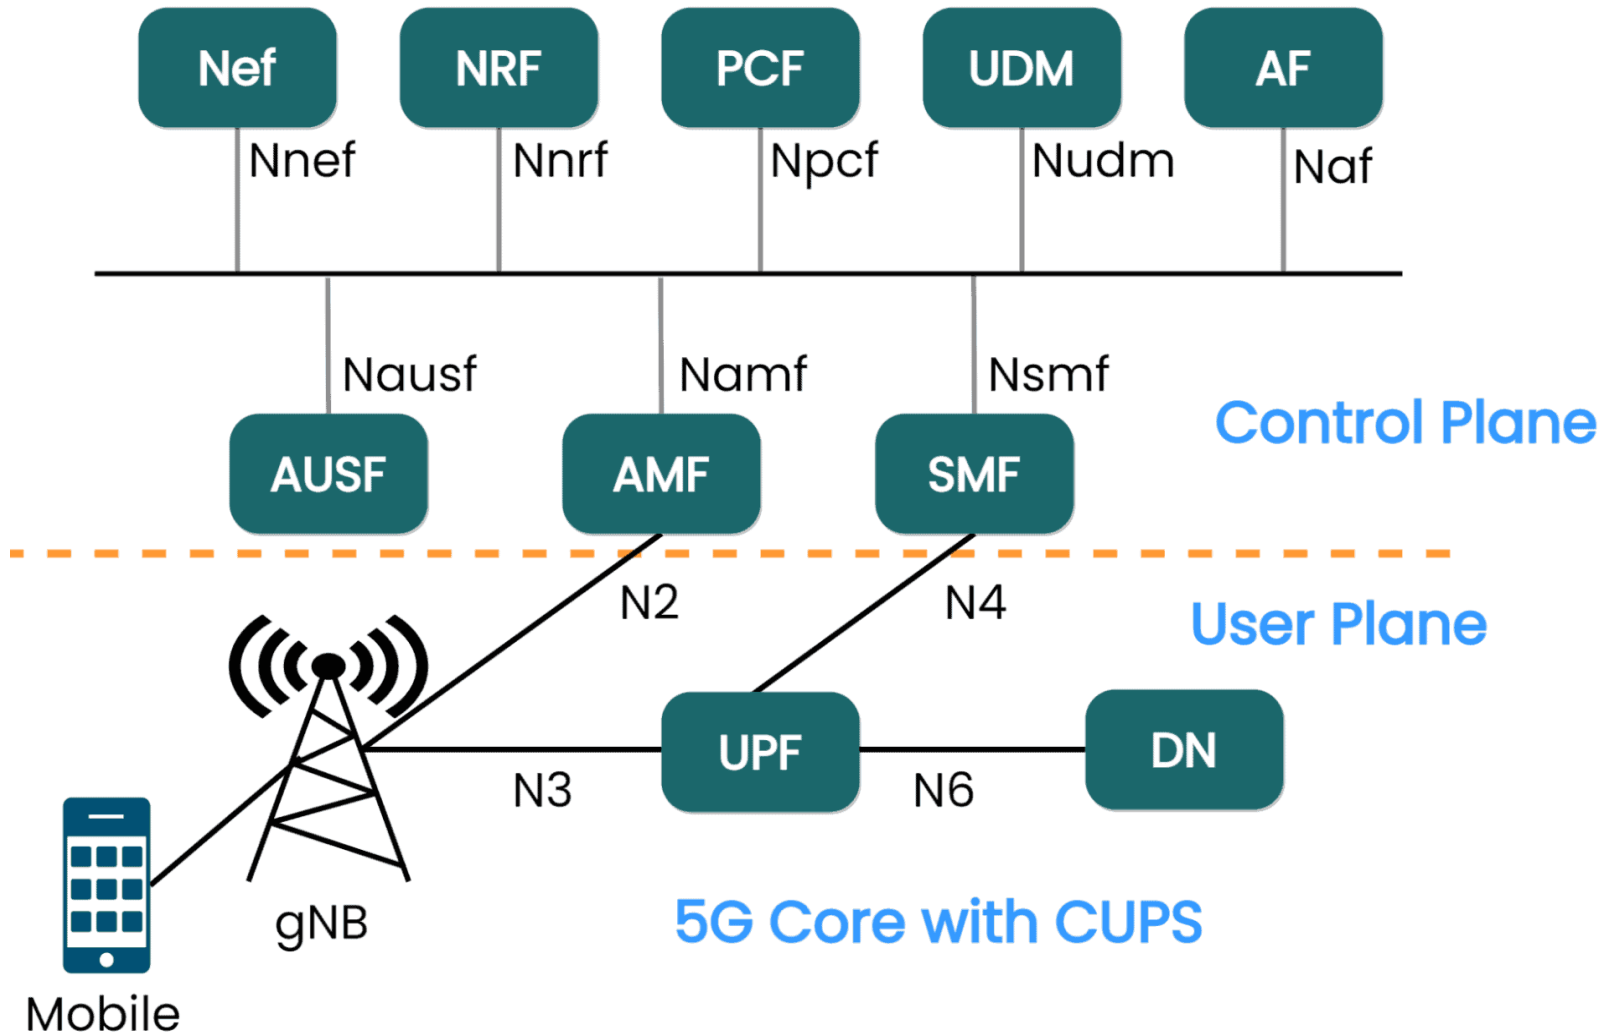 Nef
NRF
PCF
UDM
AF
Nnef
Nnrf
Npcf
Nudm
Naf
Nausf
Namf
Nsmf
Control Plane
AUSF
AMF
SMF
N2
N4
User Plane
UPF
DN
N3
N6
gNB
5G Core with CUPS
Mobile